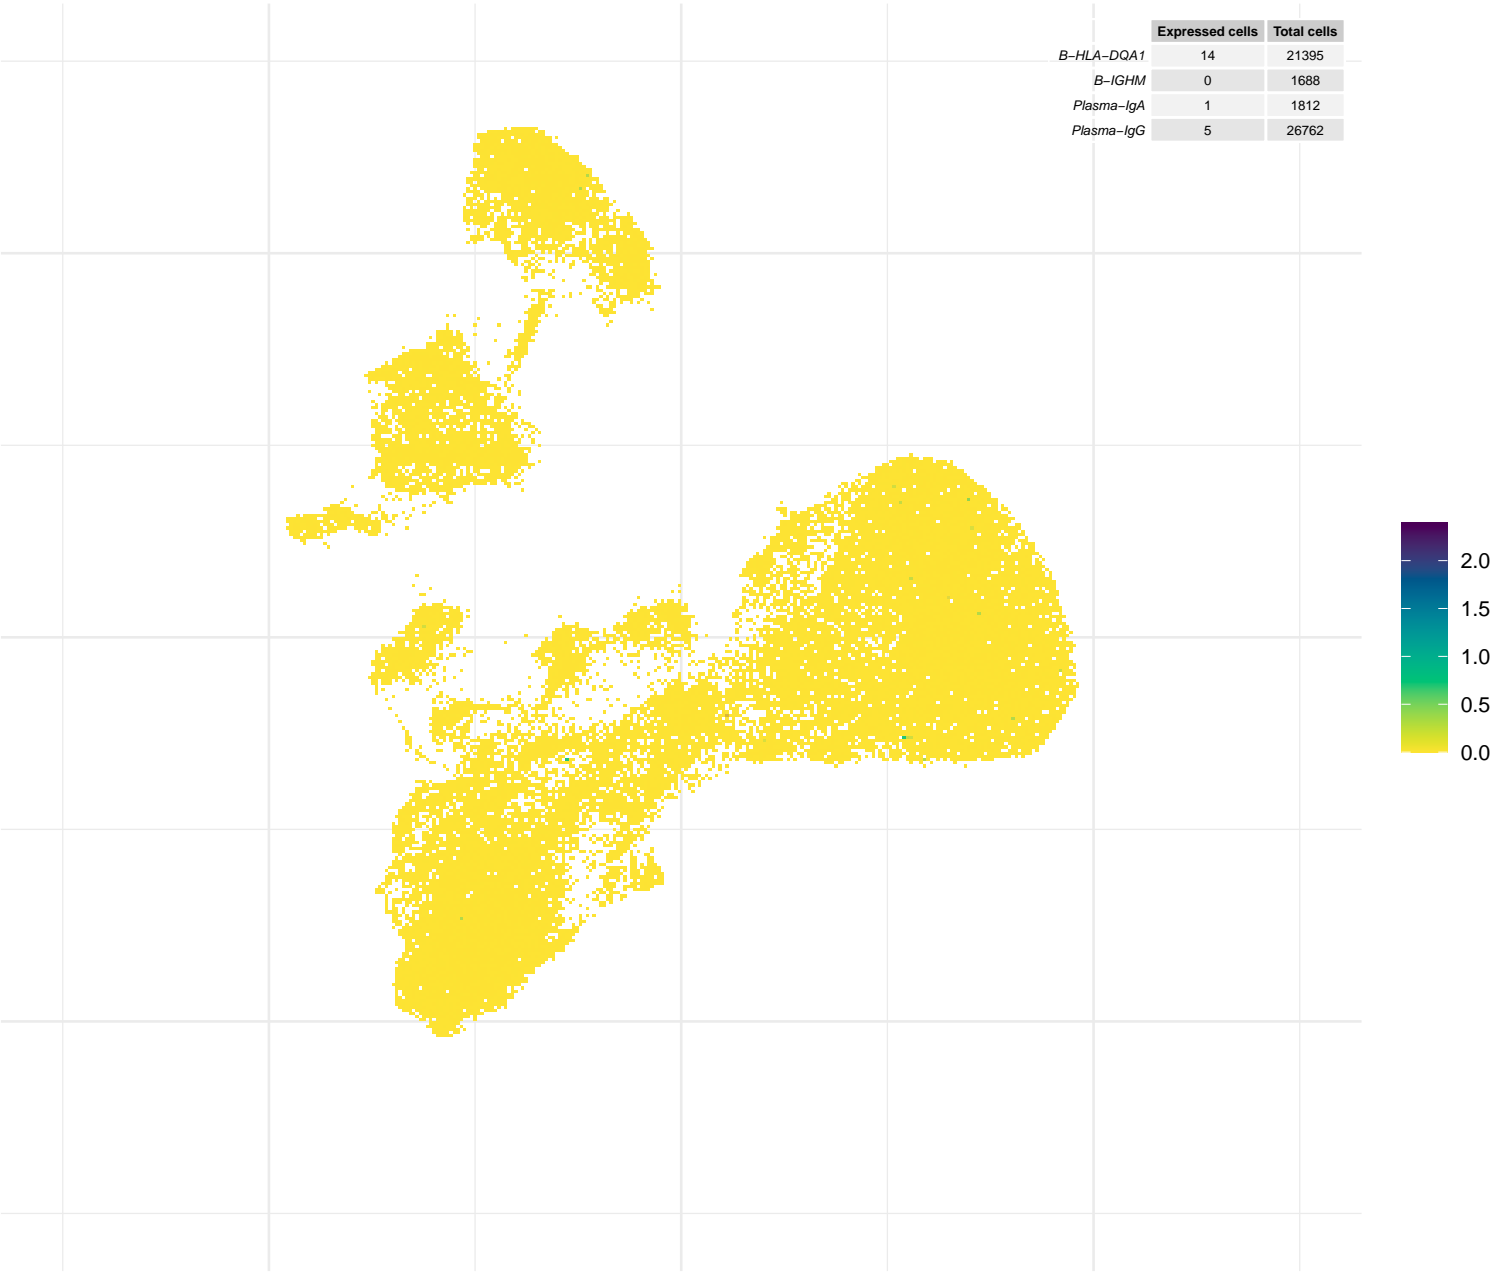 Expressed cells Total cells
B−HLA−DQA1 14 21395
B−IGHM 0 1688
Plasma−IgA 1 1812
Plasma−IgG 5 26762
2.0
1.5
1.0
0.5
0.0